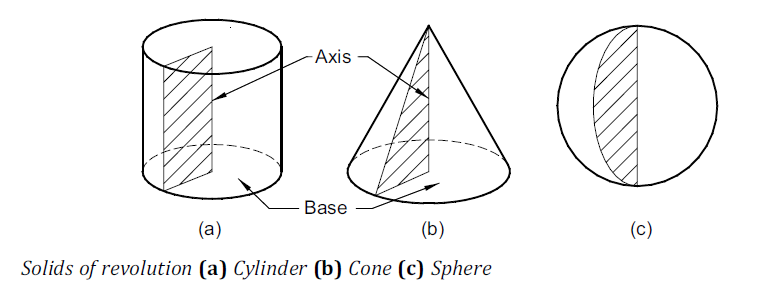 Axis
Base
(a) (b) (c)
Solids of revolution (a) Cylinder (b) Cone (c) Sphere